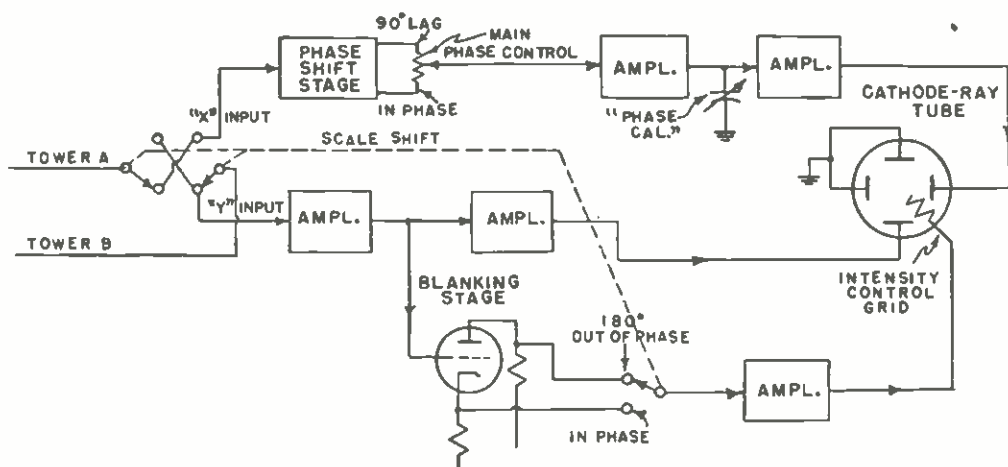 90° LAG
MAIN
PHASE CONTROL
PHASE
SHIFT
STAGE
IN PHASE
AMPL.
AMPL.
"PHASE
CAL."
CATHODE-RAY
TUBE
"X" INPUT
SCALE SHIFT
TOWER A
"Y" INPUT
AMPL.
AMPL.
TOWER B
BLANKING
STAGE
INTENSITY
CONTROL
GRID
180°
OUT OF PHASE
AMPL.
IN PHASE